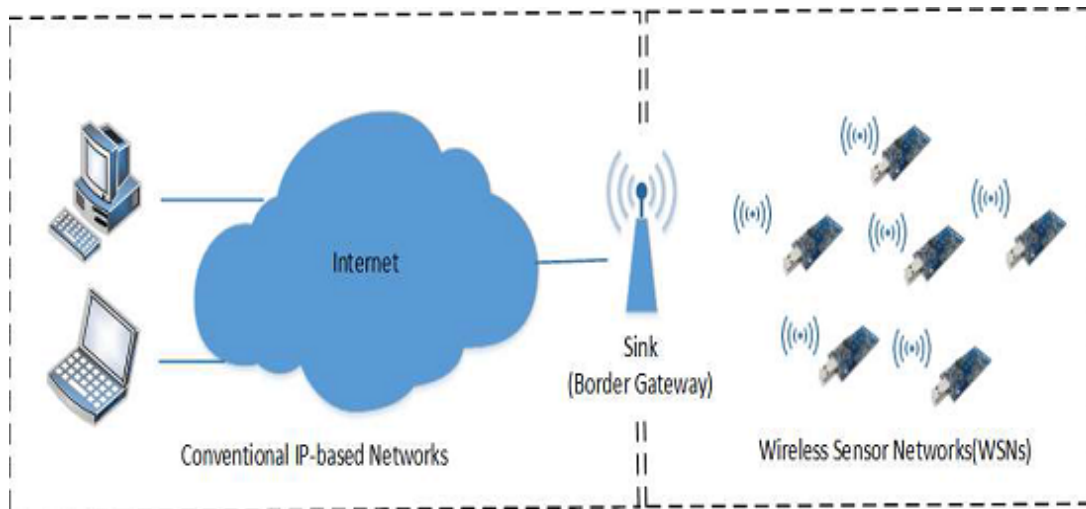 Internet
Sink
(Border Gateway)
Conventional IP-based Networks
Wireless Sensor Networks(WSNs)